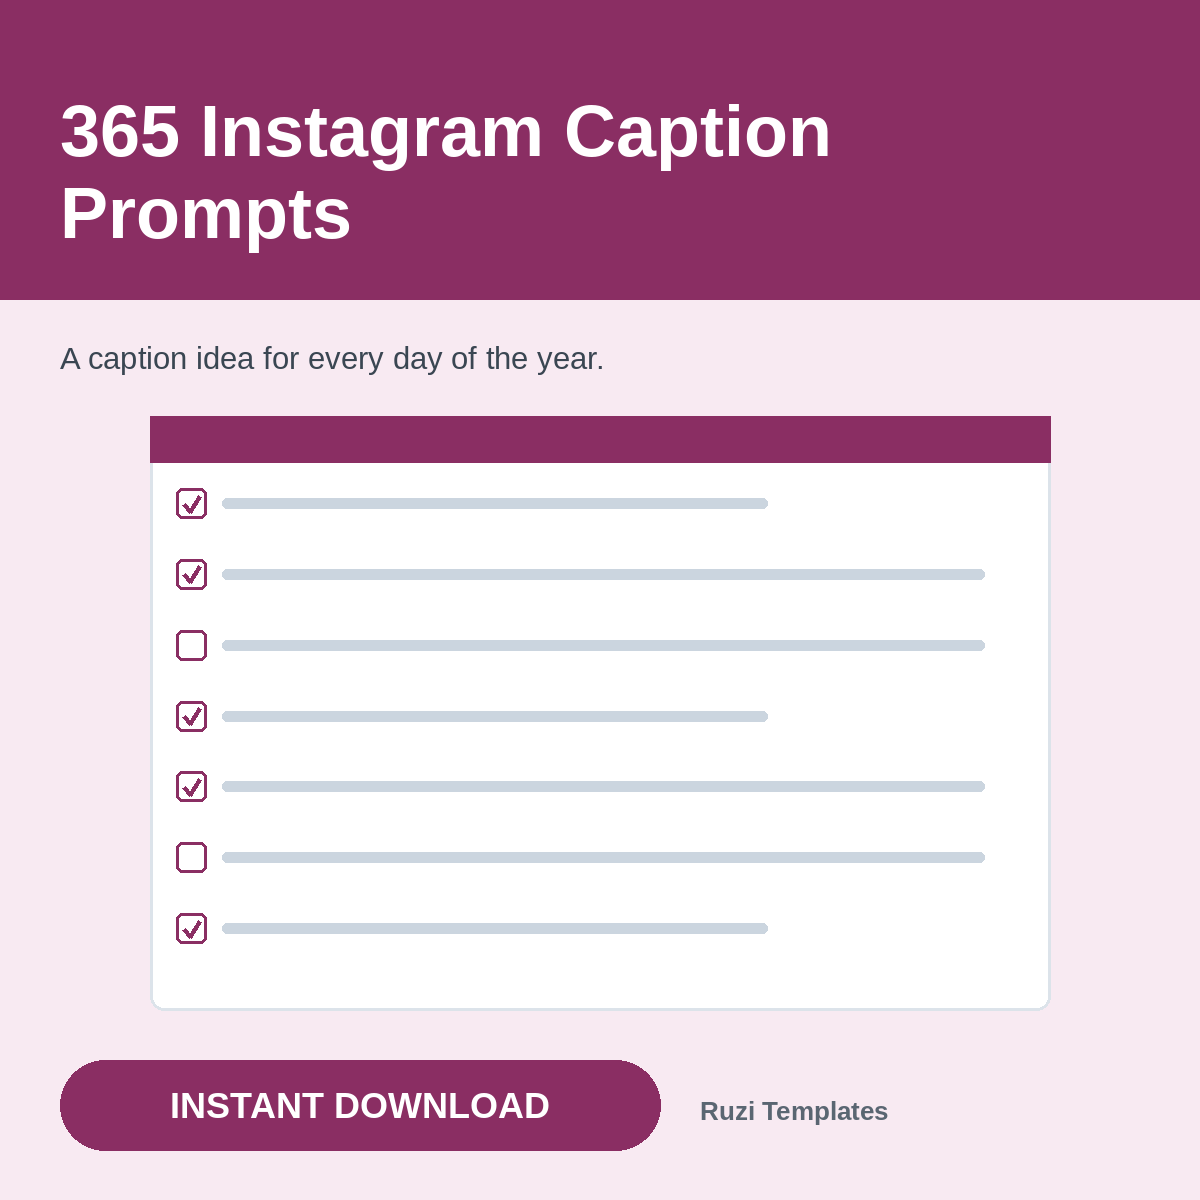 365 Instagram Caption
Prompts
A caption idea for every day of the year.
INSTANT DOWNLOAD
Ruzi Templates